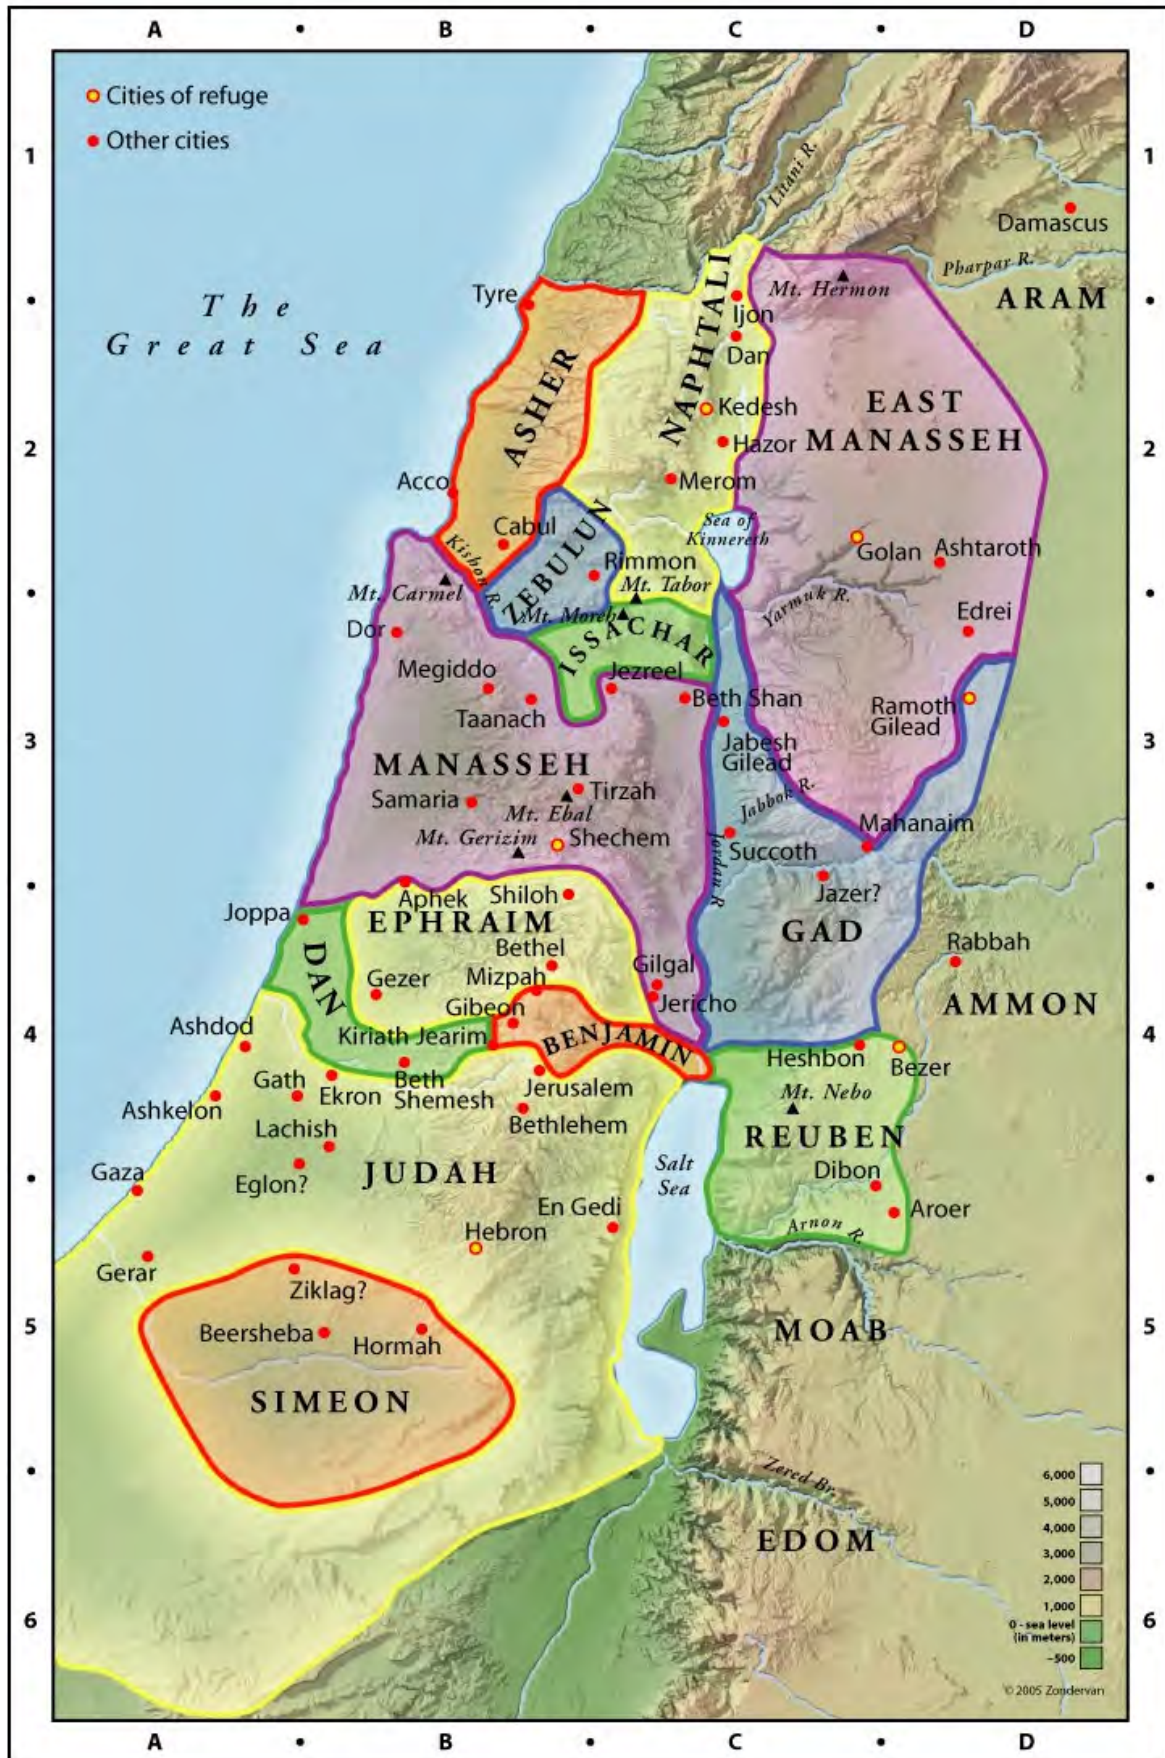 A • B • C • D
Cities of refuge
Other cities
1
1
Litani R.
Damascus
Pharpar R.
ARAM
Mt. Hermon
The
Great Sea
Tyre
•
•
Ijon
Dan
NAPHTALI
ASHER
EAST
MANASSEH
Kedesh
Hazor
2
2
Merom
Acco
Sea of
Kinnereth
Cabul
Kishon R.
ZEBULUN
Rimmon
Golan
Ashtaroth
Mt. Carmel
Mt. Tabor
•
•
Mt. Moreh
Yarmuk R.
Edrei
Dor
ISSACHAR
Megiddo
Jezreel
Taanach
Beth Shan
Ramoth
Gilead
3
3
Jabesh
Gilead
MANASSEH
Samaria
Tirzah
Mt. Ebal
Jabbok R.
Mt. Gerizim
Shechem
Mahanaim
Succoth
Jordan R
•
•
Aphek
Shiloh
Jazer?
Joppa
EPHRAIM
GAD
DAN
Bethel
Rabbah
Gezer
Mizpah
Gilgal
Jericho
AMMON
Gibeon
Ashdod
Kiriath Jearim
BENJAMIN
4
4
Heshbon
Bezer
Gath
Ekron
Beth
Shemesh
Jerusalem
Mt. Nebo
Ashkelon
Bethlehem
Lachish
REUBEN
Eglon?
JUDAH
Salt
Sea
Dibon
Gaza
•
•
En Gedi
Aroer
Hebron
Arnon R.
Gerar
Ziklag?
Beersheba
Hormah
5
5
MOAB
SIMEON
•
•
Zered Br.
EDOM
6,000
5,000
4,000
3,000
2,000
1,000
0 - sea level
(in meters)
-500
6
6
© 2005 Zondervan
A • B • C • D